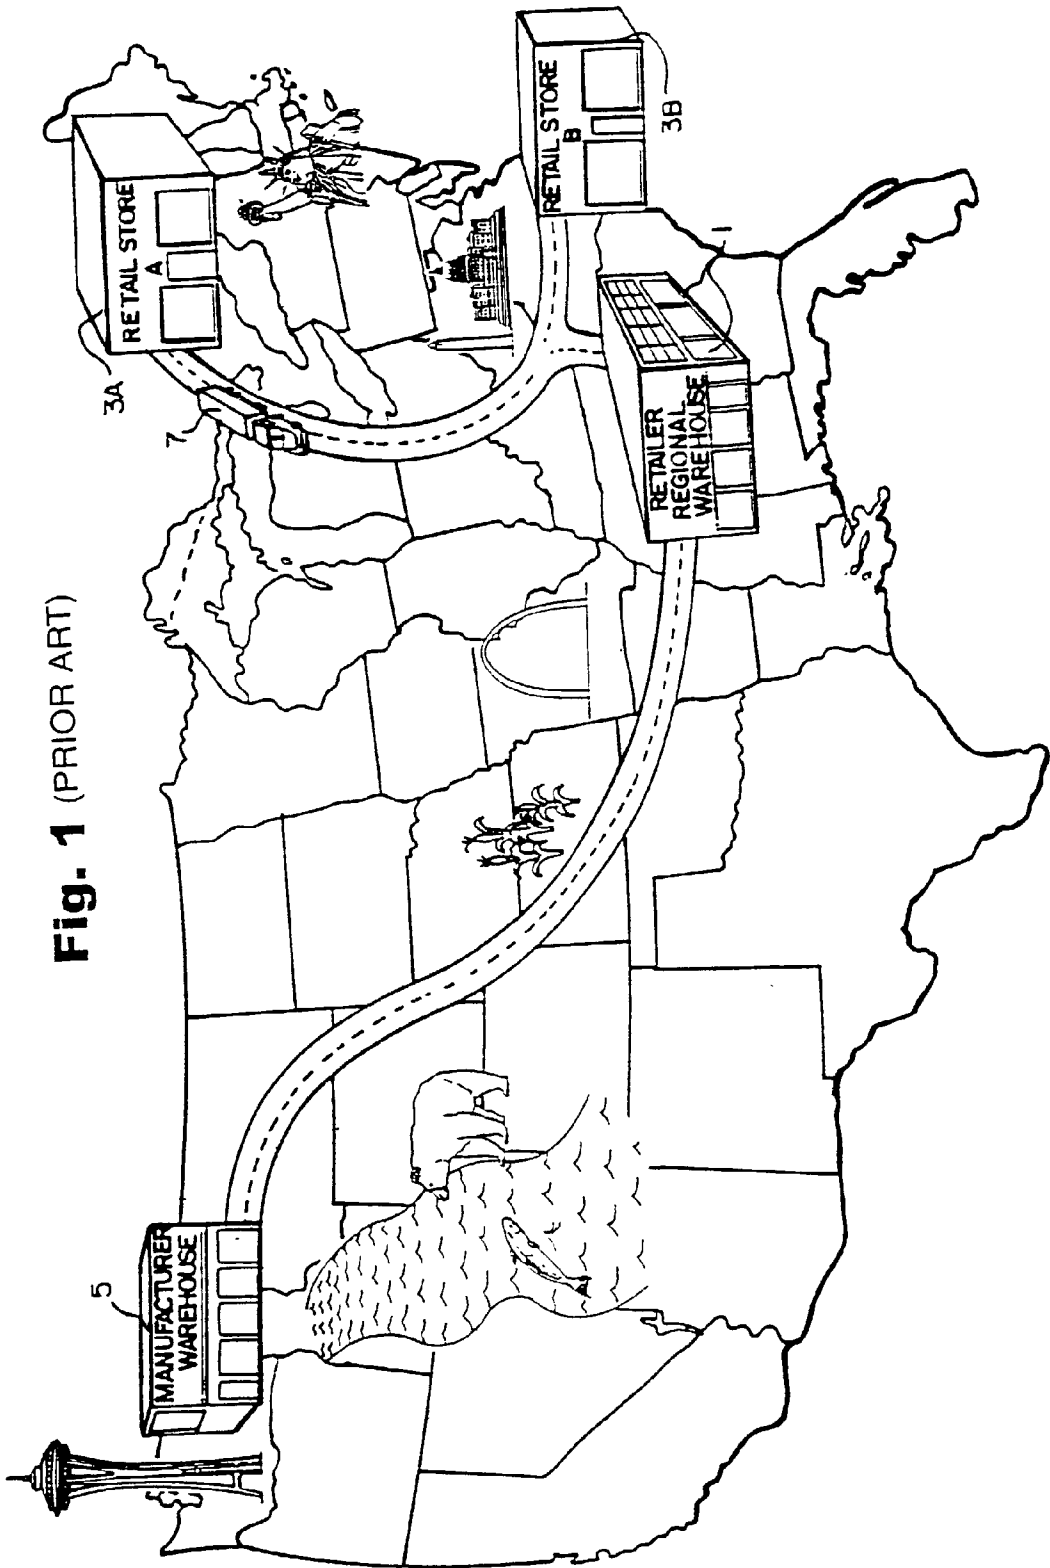 Fig. 1 (PRIOR ART)
5
MANUFACTURER
WAREHOUSE
3A
RETAIL STORE
A
7
RETAIL STORE
B
3B
RETAILER
REGIONAL
WAREHOUSE
1